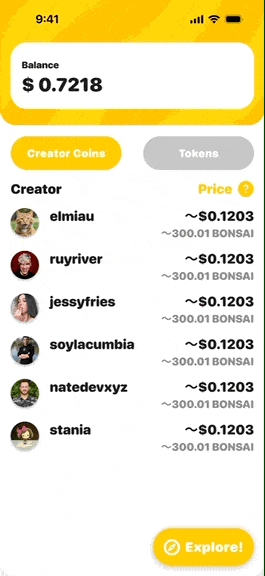 9:41
Balance
$ 0.7218
Creator Coins
Tokens
Creator
Price ?
elmiau
～$0.1203
～300.01 BONSAI
ruyriver
～$0.1203
～300.01 BONSAI
jessyfries
～$0.1203
～300.01 BONSAI
soylacumbia
～$0.1203
～300.01 BONSAI
natedevxyz
～$0.1203
～300.01 BONSAI
stania
～$0.1203
～300.01 BONSAI
Explore!